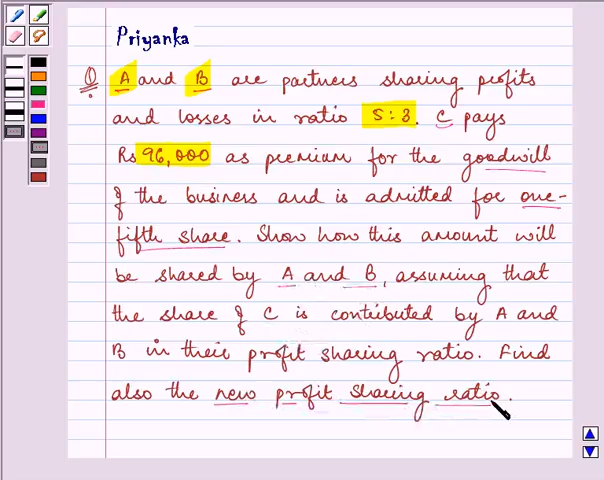 Priyanka
Q A and B are partners sharing profits
and losses in ratio 5:3. C pays
Rs 96,000 as premium for the goodwill
of the business and is admitted for one-
fifth share. Show how this amount will
be shared by A and B, assuming that
the share of C is contributed by A and
B in their profit sharing ratio. Find
also the new profit sharing ratio.